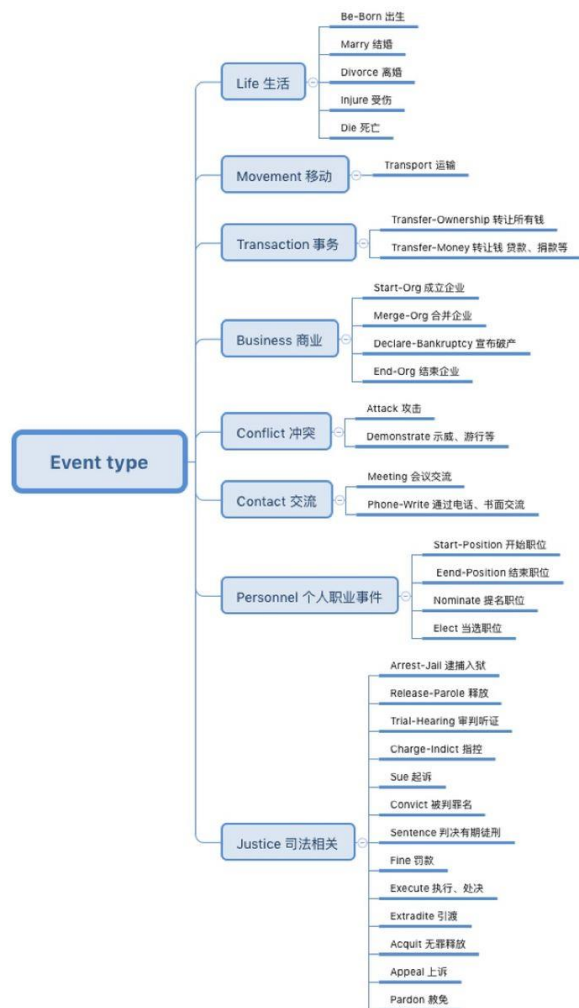 Event type
Life 生活
Be-Born 出生
Marry 结婚
Divorce 离婚
Injure 受伤
Die 死亡
Movement 移动
Transport 运输
Transaction 事务
Transfer-Ownership 转让所有钱
Transfer-Money 转让钱 贷款、捐款等
Business 商业
Start-Org 成立企业
Merge-Org 合并企业
Declare-Bankruptcy 宣布破产
End-Org 结束企业
Conflict 冲突
Attack 攻击
Demonstrate 示威、游行等
Contact 交流
Meeting 会议交流
Phone-Write 通过电话、书面交流
Personnel 个人职业事件
Start-Position 开始职位
Eend-Position 结束职位
Nominate 提名职位
Elect 当选职位
Justice 司法相关
Arrest-Jail 逮捕入狱
Release-Parole 释放
Trial-Hearing 审判听证
Charge-Indict 指控
Sue 起诉
Convict 被判罪名
Sentence 判决有期徒刑
Fine 罚款
Execute 执行、处决
Extradite 引渡
Acquit 无罪释放
Appeal 上诉
Pardon 赦免